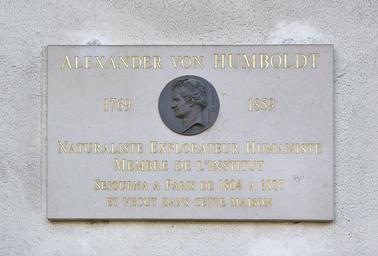 ALEXANDER VON HUMBOLDT
1769 1859
NATURALISTE EXPLORATEUR HUMANISTE
MEMBRE DE L'INSTITUT
SEJOURNA A PARIS DE 1804 A 1827
ET VECUT DANS CETTE MAISON